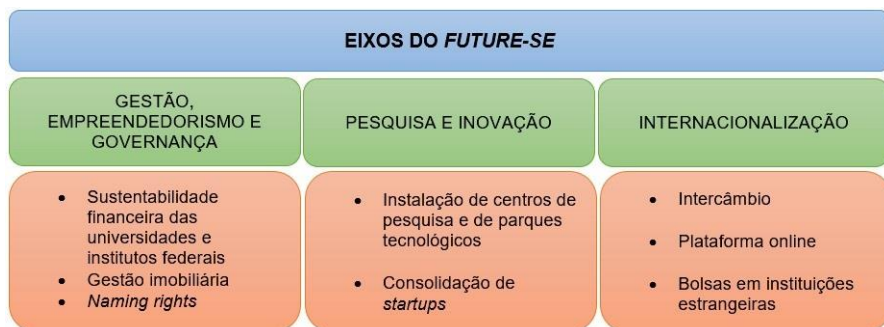 EIXOS DO FUTURE-SE
GESTÃO,
EMPREENDEDORISMO E
GOVERNANÇA
PESQUISA E INOVAÇÃO
INTERNACIONALIZAÇÃO
• Sustentabilidade
financeira das
universidades e
institutos federais
• Gestão imobiliária
• Naming rights
• Instalação de centros de
pesquisa e de parques
tecnológicos
• Consolidação de
startups
• Intercâmbio
• Plataforma online
• Bolsas em instituições
estrangeiras